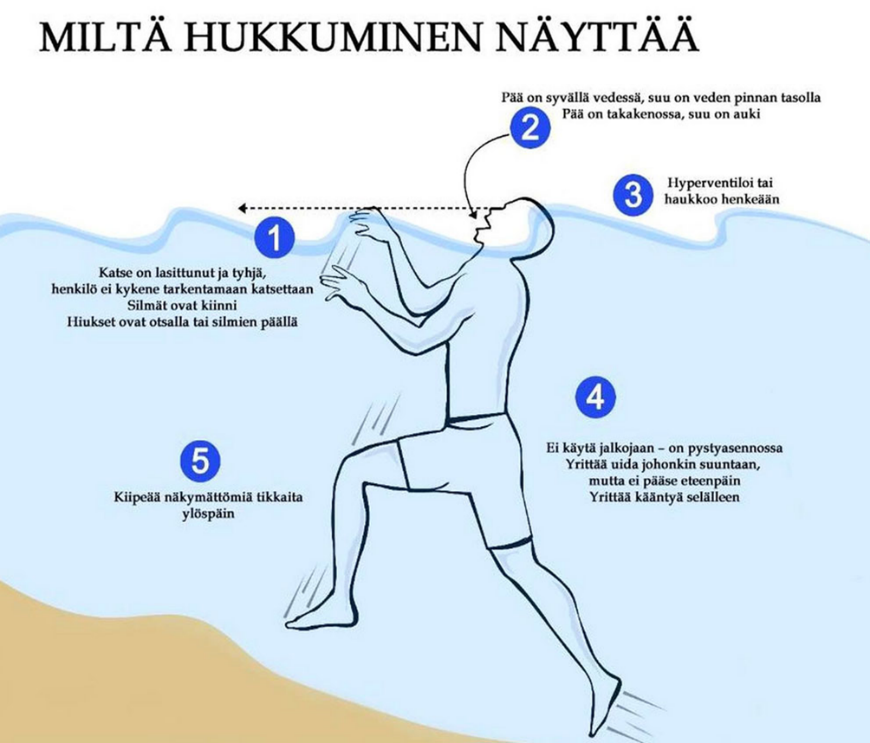 MILTÄ HUKKUMINEN NÄYTTÄÄ
1
Katse on lasittunut ja tyhjä,
henkilö ei kykene tarkentamaan katsettaan
Silmät ovat kiinni
Hiukset ovat otsalla tai silmien päällä
2
Pää on syvällä vedessä, suu on veden pinnan tasolla
Pää on takakenossa, suu on auki
3
Hyperventiloi tai
haukkoo henkeään
4
Ei käytä jalkojaan – on pystyasennossa
Yrittää uida johonkin suuntaan,
mutta ei pääse eteenpäin
Yrittää kääntyä selälleen
5
Kiipeää näkymättömiä tikkaita
ylöspäin